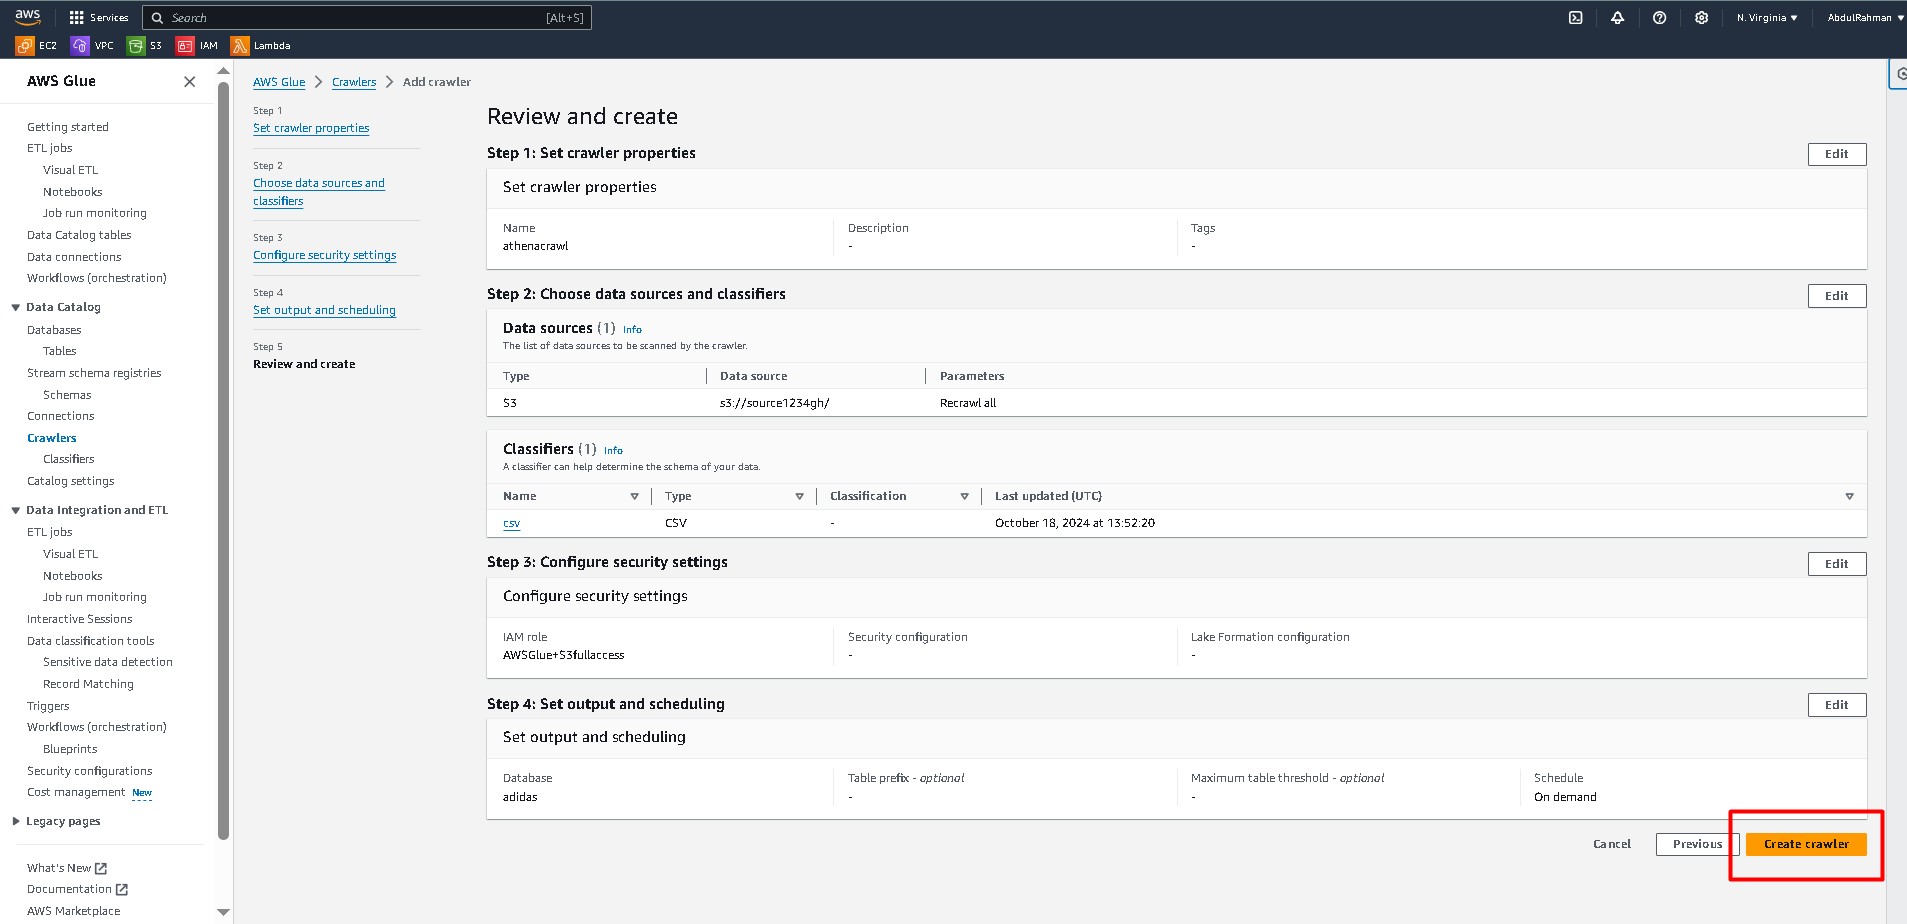 aws
Services
Search
[Alt+S]
N. Virginia
AbdulRahman
EC2
VPC
S3
IAM
Lambda
AWS Glue
Getting started
ETL jobs
Visual ETL
Notebooks
Job run monitoring
Data Catalog tables
Data connections
Workflows (orchestration)
Data Catalog
Databases
Tables
Stream schema registries
Schemas
Connections
Crawlers
Classifiers
Catalog settings
Data Integration and ETL
ETL jobs
Visual ETL
Notebooks
Job run monitoring
Interactive Sessions
Data classification tools
Sensitive data detection
Record Matching
Triggers
Workflows (orchestration)
Blueprints
Security configurations
Cost management New
Legacy pages
What's New
Documentation
AWS Marketplace
AWS Glue > Crawlers > Add crawler
Step 1
Set crawler properties
Step 2
Choose data sources and
classifiers
Step 3
Configure security settings
Step 4
Set output and scheduling
Step 5
Review and create
Review and create
Step 1: Set crawler properties
Edit
Set crawler properties
Name
Description
Tags
athenacrawl
-
-
Step 2: Choose data sources and classifiers
Edit
Data sources (1) Info
The list of data sources to be scanned by the crawler.
Type
Data source
Parameters
S3
s3://source1234gh/
Recrawl all
Classifiers (1) Info
A classifier can help determine the schema of your data.
Name
Type
Classification
Last updated (UTC)
csv
CSV
-
October 18, 2024 at 13:52:20
Step 3: Configure security settings
Edit
Configure security settings
IAM role
Security configuration
Lake Formation configuration
AWSGlue+S3fullaccess
-
-
Step 4: Set output and scheduling
Edit
Set output and scheduling
Database
Table prefix - optional
Maximum table threshold - optional
Schedule
adidas
-
-
On demand
Cancel
Previous
Create crawler